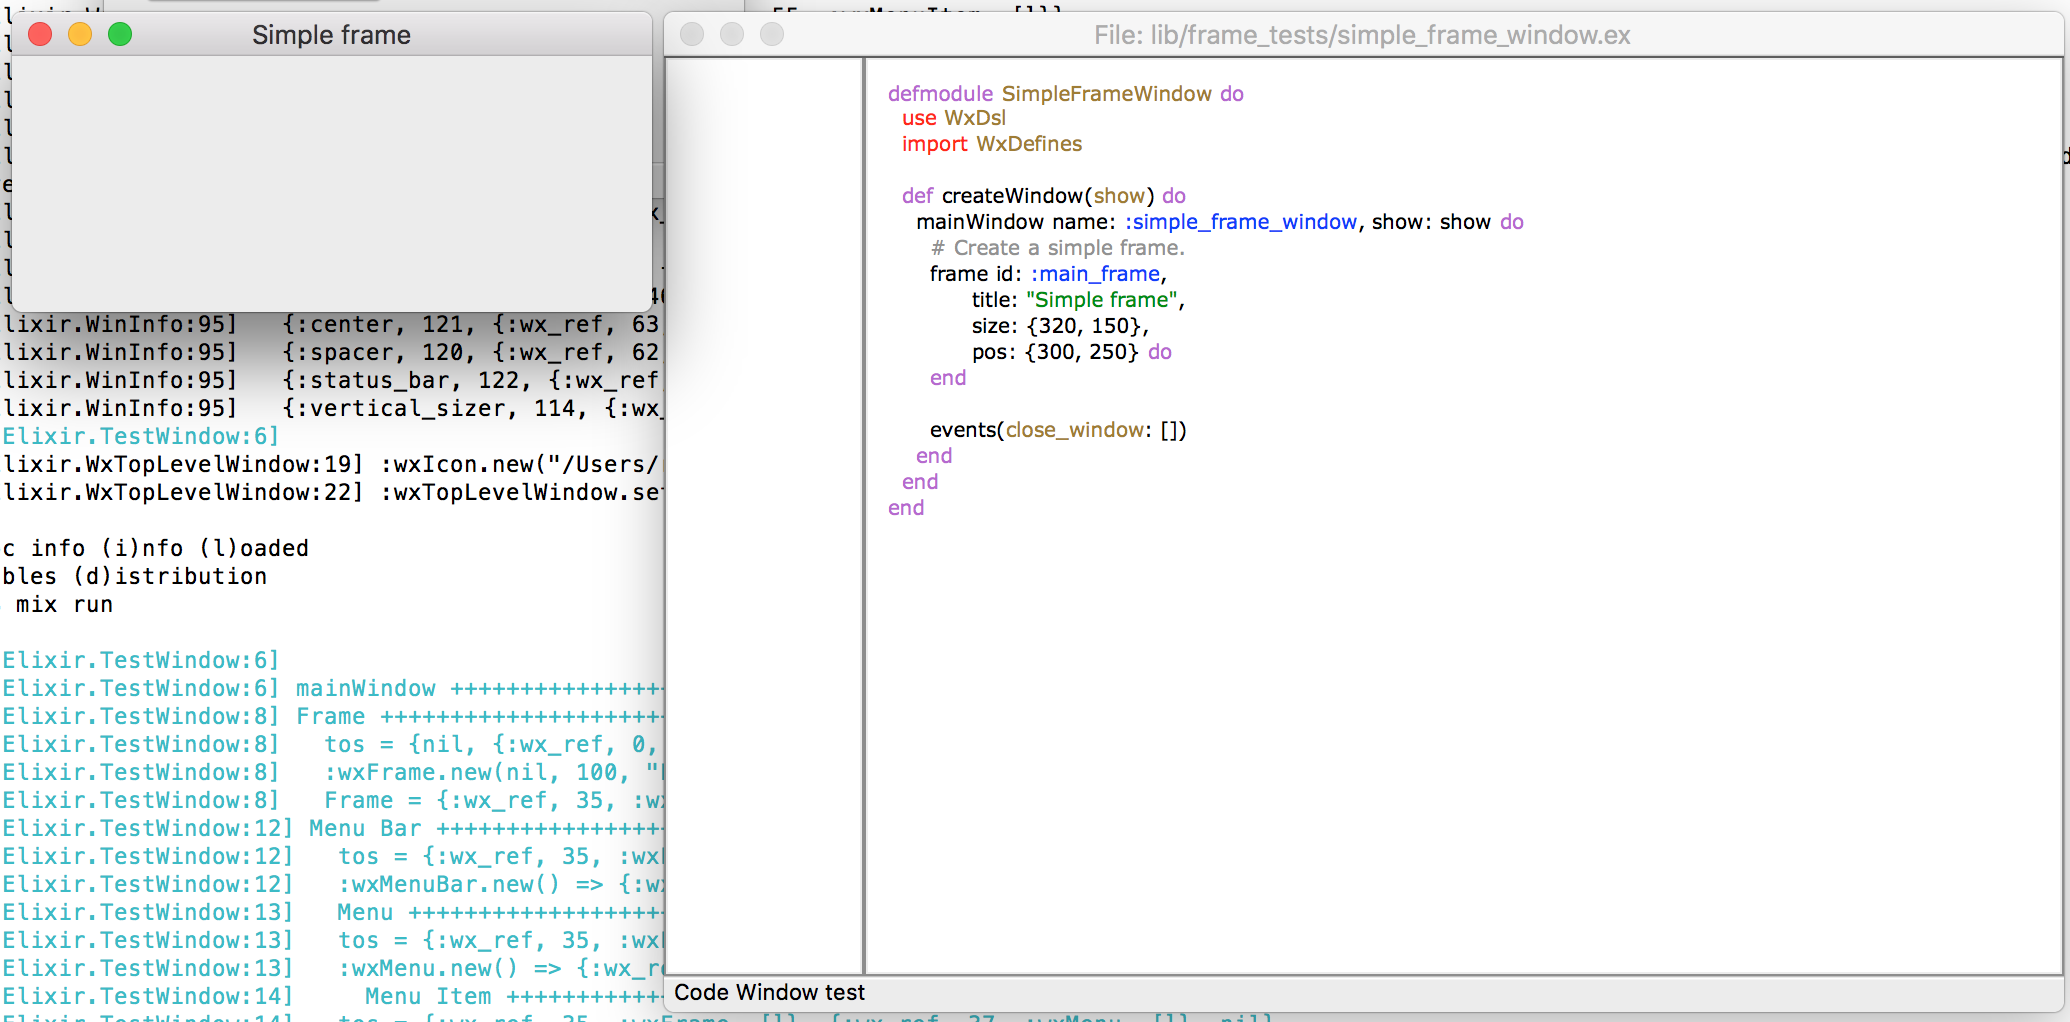 Simple frame
{:center, 121, {:wx_ref, 63
lixir.WinInfo:95]
{:spacer, 120, {:wx_ref, 62
lixir.WinInfo:95]
{:status_bar, 122, {:wx_ref
lixir.WinInfo:95]
{:vertical_sizer, 114, {:wx_
lixir.WinInfo:95]
Elixir.TestWindow:6]
lixir.WxTopLevelWindow:19] :wxIcon.new("/Users/
lixir.WxTopLevelWindow:22] :wxTopLevelWindow.set
c info (i)nfo (l)oaded
bles (d)istribution
mix run
Elixir.TestWindow:6]
Elixir.TestWindow:6] mainWindow ++++++++++++++++
Elixir.TestWindow:8] Frame +++++++++++++++++++++
Elixir.TestWindow:8]   tos = {nil, {:wx_ref, 0,
Elixir.TestWindow:8]   :wxFrame.new(nil, 100, "
Elixir.TestWindow:8]   Frame = {:wx_ref, 35, :wx
Elixir.TestWindow:12] Menu Bar +++++++++++++++++
Elixir.TestWindow:12]   tos = {:wx_ref, 35, :wx
Elixir.TestWindow:12]   :wxMenuBar.new() => {:wx
Elixir.TestWindow:13]   Menu +++++++++++++++++++
Elixir.TestWindow:13]   tos = {:wx_ref, 35, :wx
Elixir.TestWindow:13]   :wxMenu.new() => {:wx_re
Elixir.TestWindow:14]     Menu Item ++++++++++++
File: lib/frame_tests/simple_frame_window.ex
defmodule SimpleFrameWindow do
use WxDsl
import WxDefines
def createWindow(show) do
mainWindow name: :simple_frame_window, show: show do
# Create a simple frame.
frame id: :main_frame,
title: "Simple frame",
size: {320, 150},
pos: {300, 250} do
end
events(close_window: [])
end
end
end
Code Window test